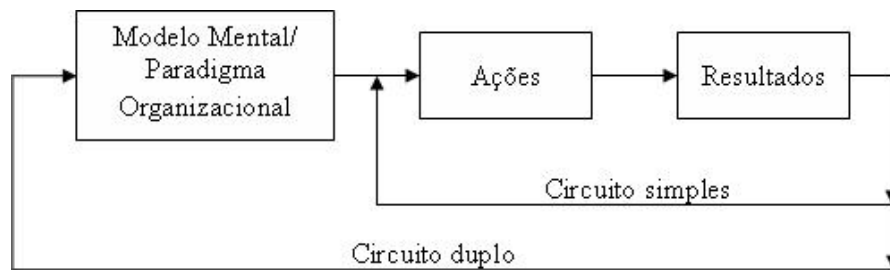 Modelo Mental/
Paradigma
Organizacional
Ações
Resultados
Circuito simples
Circuito duplo